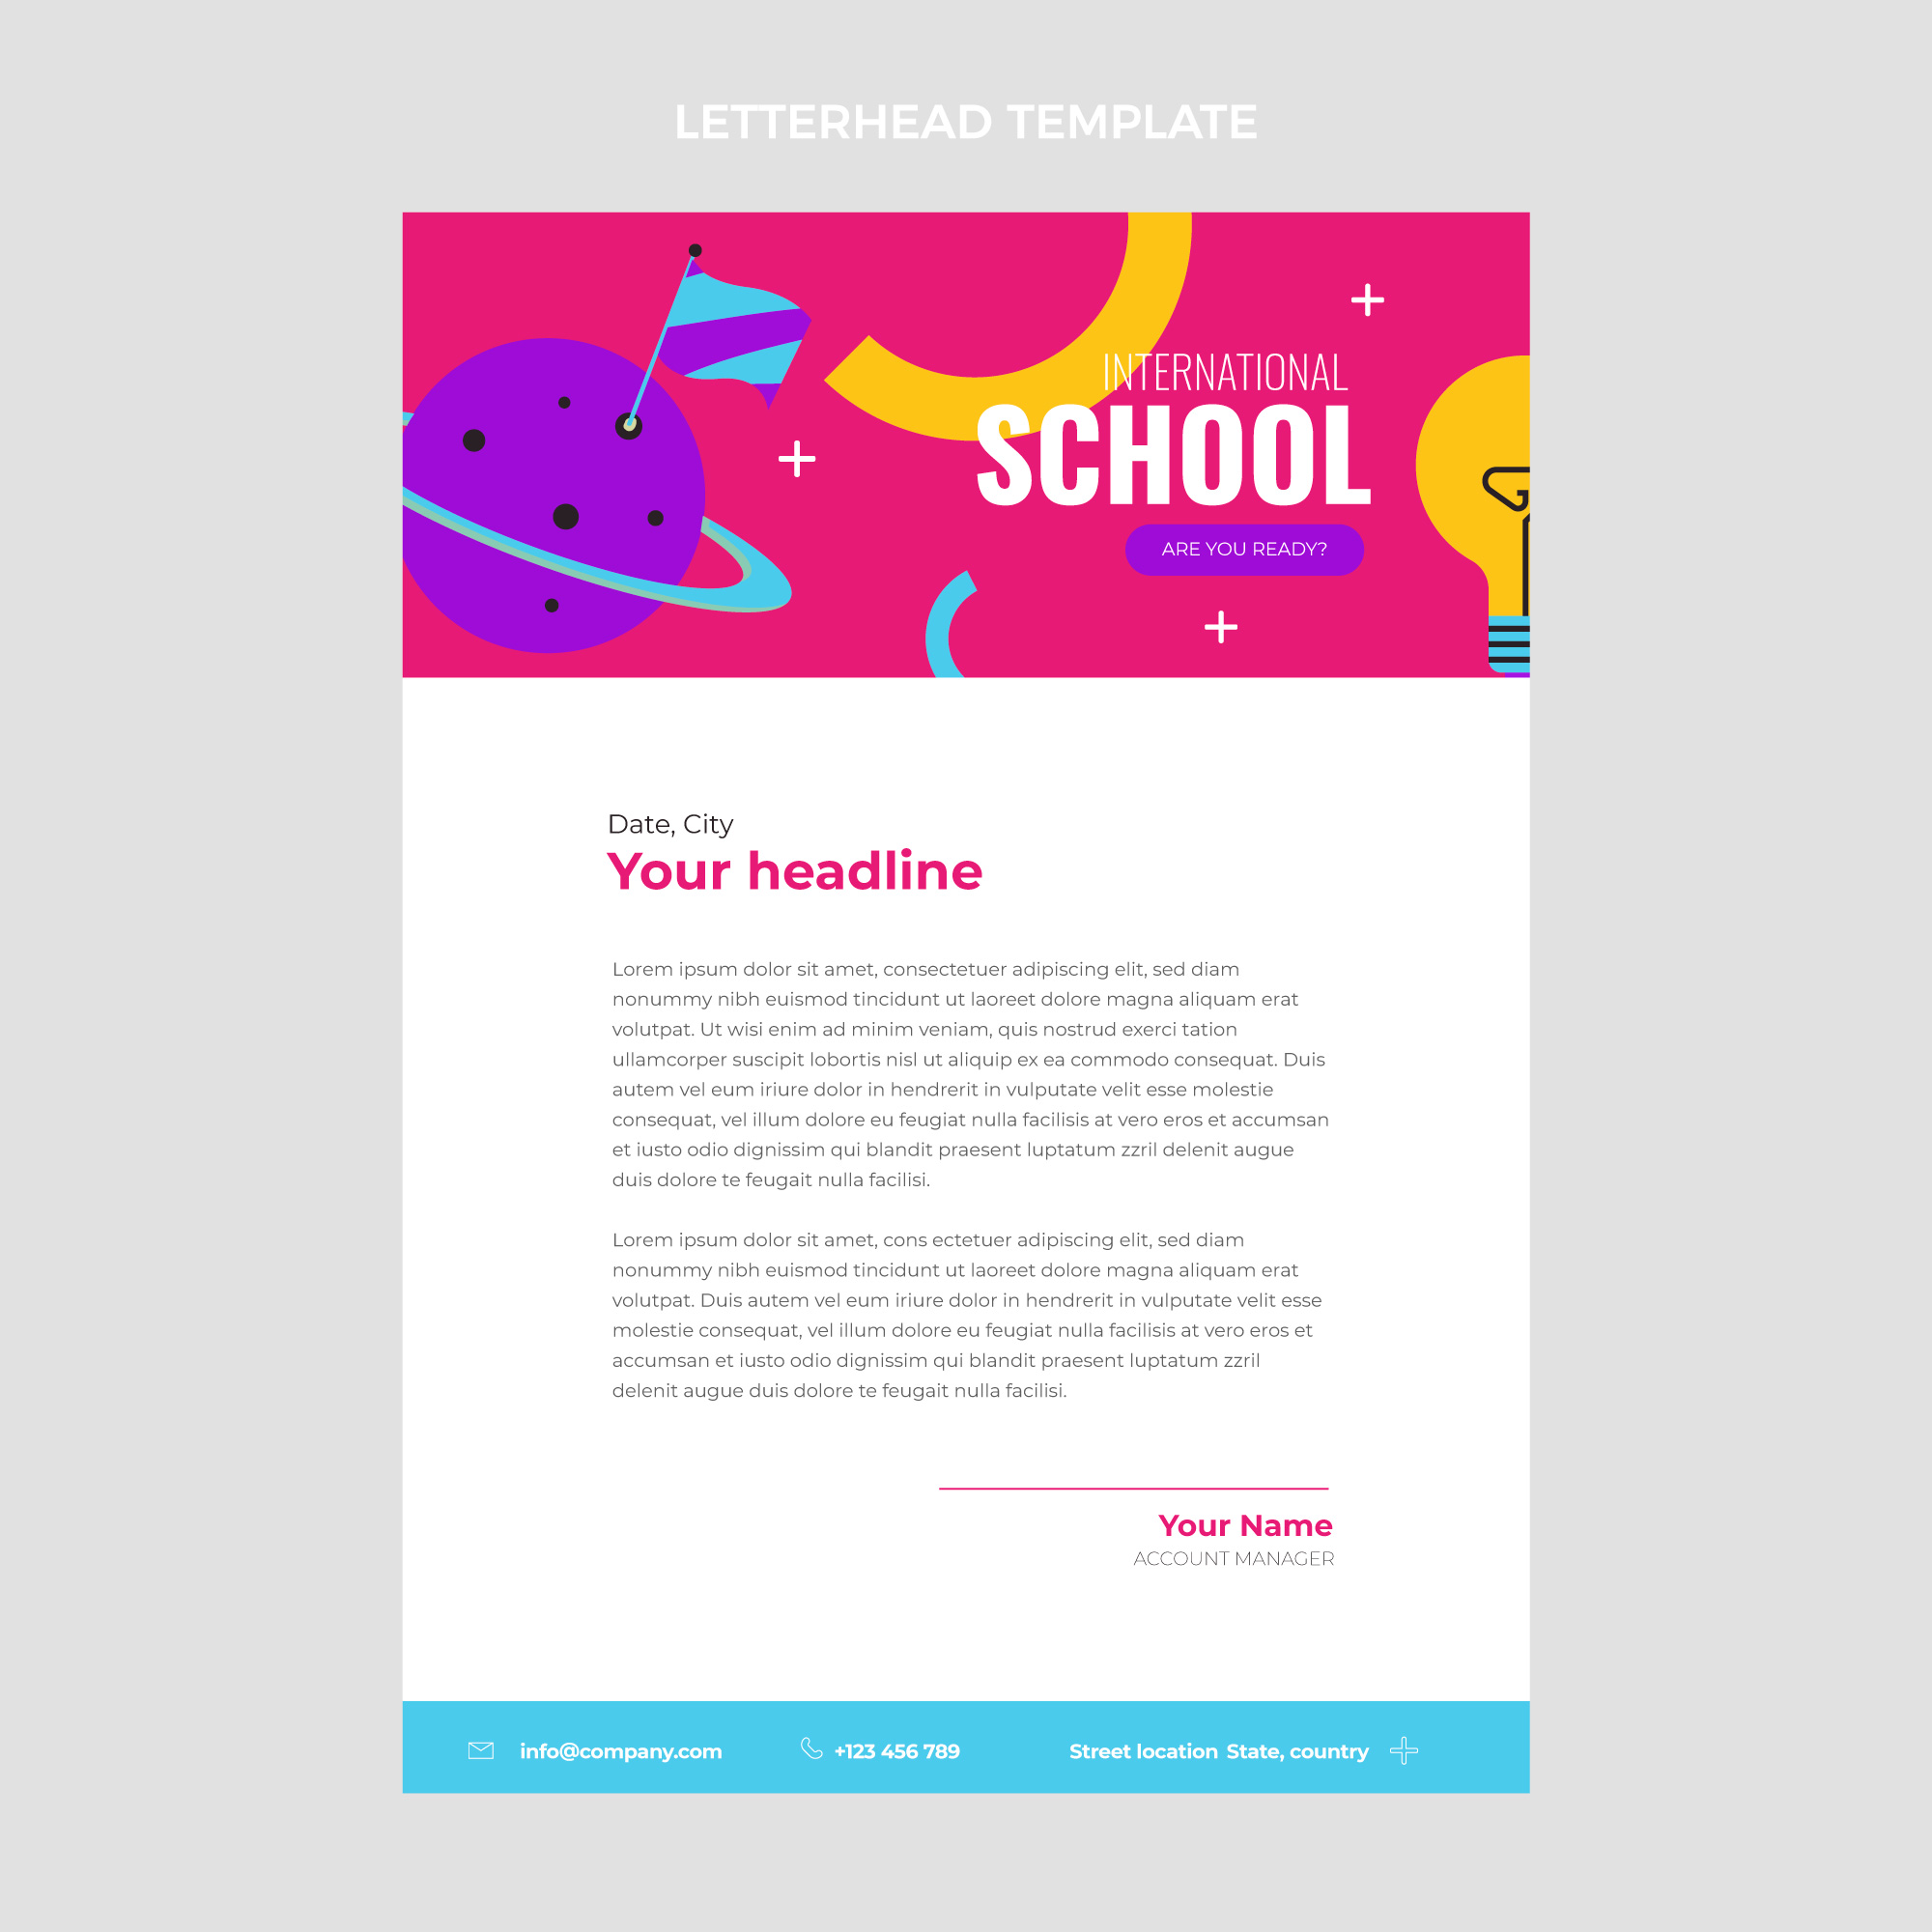 LETTERHEAD TEMPLATE
INTERNATIONAL
SCHOOL
ARE YOU READY?
Date, City
Your headline
Lorem ipsum dolor sit amet, consectetuer adipiscing elit, sed diam
nonummy nibh euismod tincidunt ut laoreet dolore magna aliquam erat
volutpat. Ut wisi enim ad minim veniam, quis nostrud exerci tation
ullamcorper suscipit lobortis nisl ut aliquip ex ea commodo consequat. Duis
autem vel eum iriure dolor in hendrerit in vulputate velit esse molestie
consequat, vel illum dolore eu feugiat nulla facilisis at vero eros et accumsan
et iusto odio dignissim qui blandit praesent luptatum zzril delenit augue
duis dolore te feugait nulla facilisi.
Lorem ipsum dolor sit amet, cons ectetuer adipiscing elit, sed diam
nonummy nibh euismod tincidunt ut laoreet dolore magna aliquam erat
volutpat. Duis autem vel eum iriure dolor in hendrerit in vulputate velit esse
molestie consequat, vel illum dolore eu feugiat nulla facilisis at vero eros et
accumsan et iusto odio dignissim qui blandit praesent luptatum zzril
delenit augue duis dolore te feugait nulla facilisi.
Your Name
ACCOUNT MANAGER
info@company.com
+123 456 789
Street location State, country